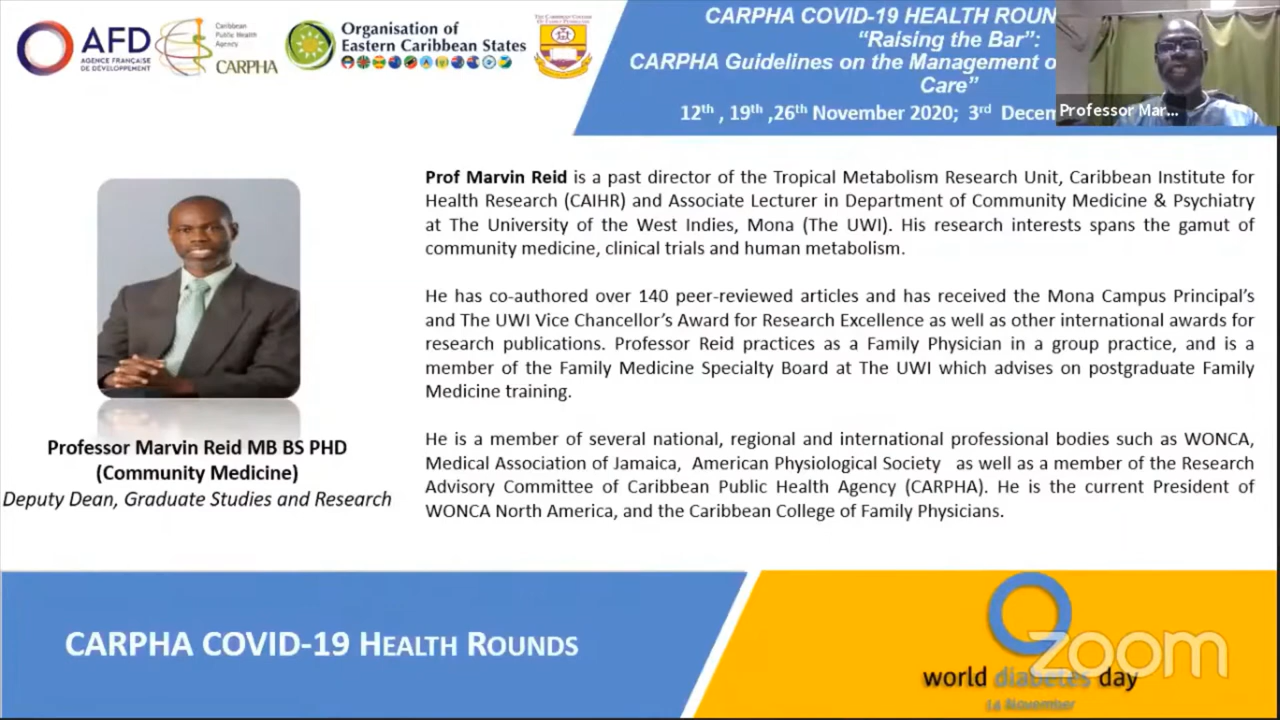 AFD
AGENCE FRANÇAISE
DE DÉVELOPPEMENT
Caribbean
Public Health
Agency
CARPHA
Organisation of
Eastern Caribbean States
CARPHA COVID-19 HEALTH ROUN
“Raising the Bar”:
CARPHA Guidelines on the Management o
Care”
12th , 19th ,26th November 2020; 3rd Decem
Professor Mar...
Prof Marvin Reid is a past director of the Tropical Metabolism Research Unit, Caribbean Institute for
Health Research (CAIHR) and Associate Lecturer in Department of Community Medicine & Psychiatry
at The University of the West Indies, Mona (The UWI). His research interests spans the gamut of
community medicine, clinical trials and human metabolism.
He has co-authored over 140 peer-reviewed articles and has received the Mona Campus Principal’s
and The UWI Vice Chancellor’s Award for Research Excellence as well as other international awards for
research publications. Professor Reid practices as a Family Physician in a group practice, and is a
member of the Family Medicine Specialty Board at The UWI which advises on postgraduate Family
Medicine training.
He is a member of several national, regional and international professional bodies such as WONCA,
Medical Association of Jamaica, American Physiological Society as well as a member of the Research
Advisory Committee of Caribbean Public Health Agency (CARPHA). He is the current President of
WONCA North America, and the Caribbean College of Family Physicians.
Professor Marvin Reid MB BS PHD
(Community Medicine)
Deputy Dean, Graduate Studies and Research
CARPHA COVID-19 HEALTH ROUNDS
zoom
world diabetes day
14 November